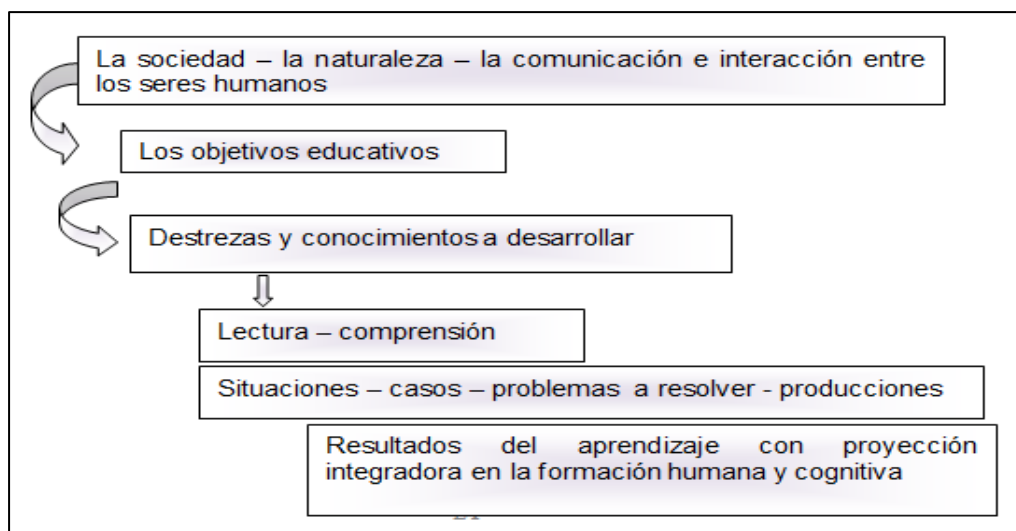 La sociedad – la naturaleza – la comunicación e interacción entre
los seres humanos
Los objetivos educativos
Destrezas y conocimientos a desarrollar
Lectura – comprensión
Situaciones – casos – problemas a resolver - producciones
Resultados del aprendizaje con proyección
integradora en la formación humana y cognitiva